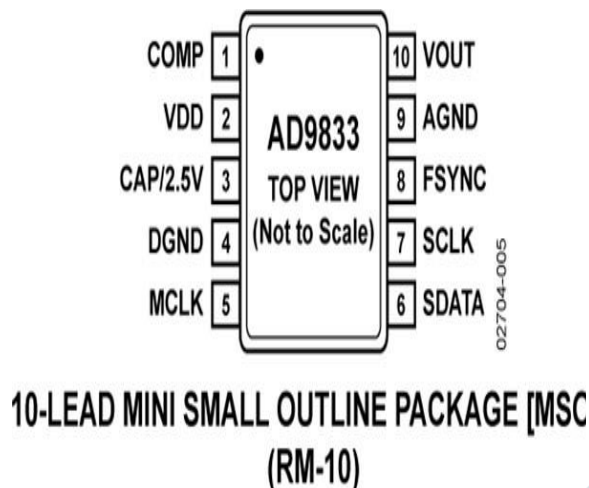 COMP 1 10 VOUT
VDD 2 9 AGND
AD9833
CAP/2.5V 3 TOP VIEW 8 FSYNC
DGND 4 (Not to Scale) 7 SCLK
MCLK 5 6 SDATA
02704-005
10-LEAD MINI SMALL OUTLINE PACKAGE [MSO
(RM-10)